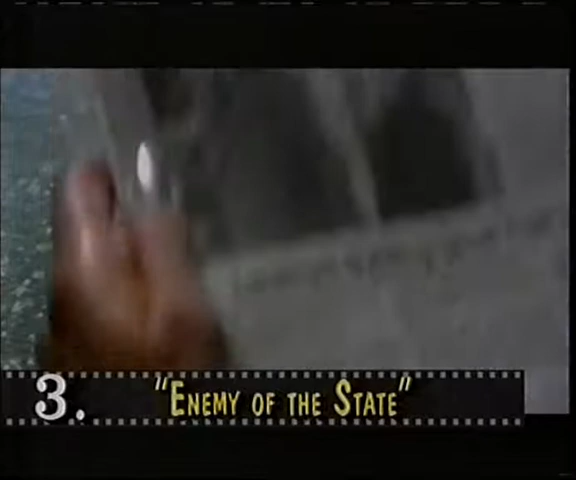 3. "ENEMY OF THE STATE"